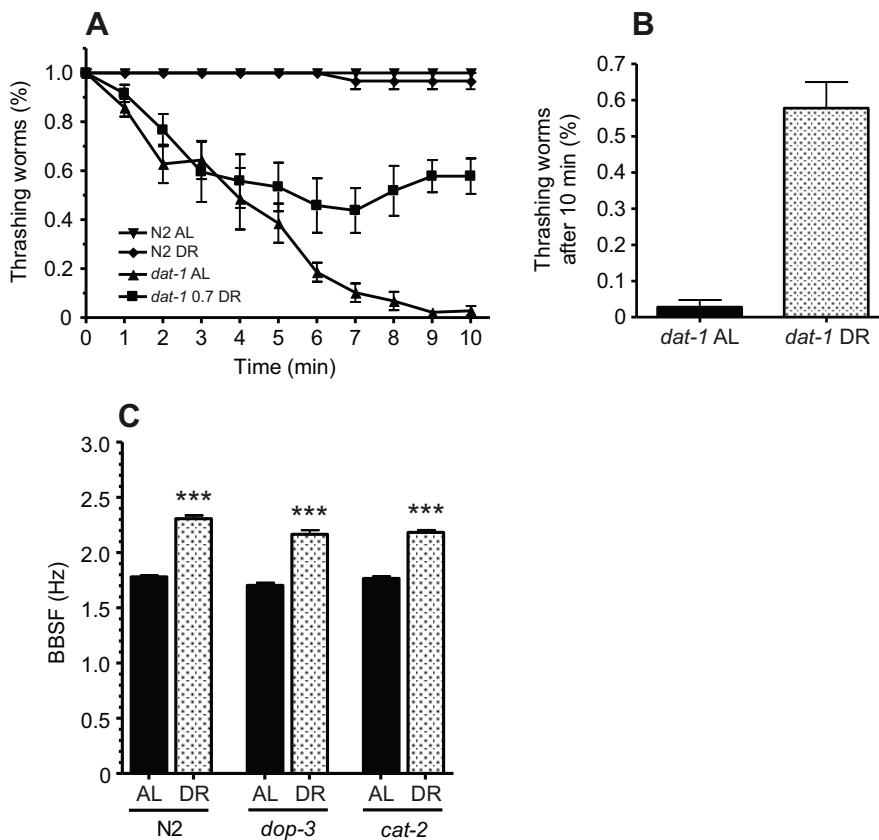 A
Thrashing worms (%)
1.0
0.8
0.6
0.4
0.2
0
N2 AL
N2 DR
dat-1 AL
dat-1 0.7 DR
0 1 2 3 4 5 6 7 8 9 10
Time (min)
B
Thrashing worms
after 10 min (%)
0.7
0.6
0.5
0.4
0.3
0.2
0.1
0
dat-1 AL dat-1 DR
C
BBSF (Hz)
3.0
2.5
2.0
1.5
1.0
0.5
0
*** *** ***
AL DR AL DR AL DR
N2 dop-3 cat-2